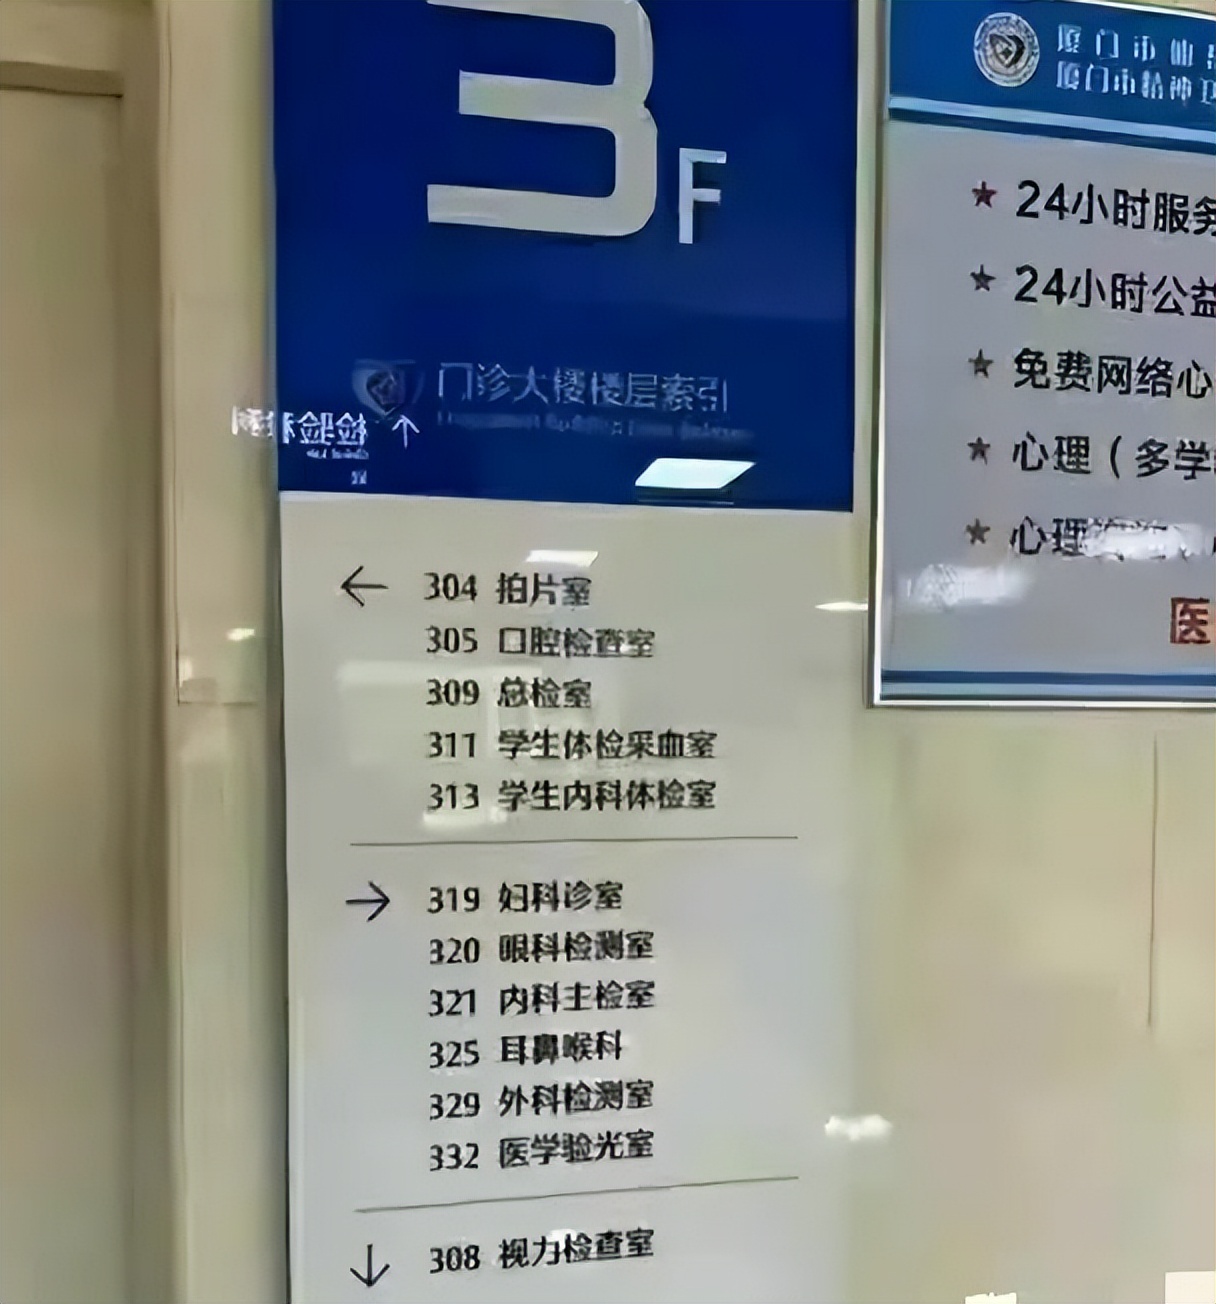 3F
门诊大楼楼层索引
← 304 拍片室
305 口腔检查室
309 总检室
311 学生体检采血室
313 学生内科体检室
→ 319 妇科诊室
320 眼科检测室
321 内科主检室
325 耳鼻喉科
329 外科检测室
332 医学验光室
↓ 308 视力检查室
厦门市仙
厦门市精神
★ 24小时服务
★ 24小时公益
★ 免费网络心
★ 心理（多学
★ 心理
医